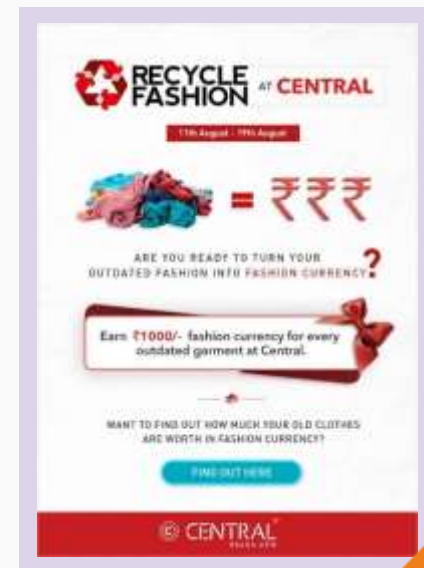 RECYCLE
FASHION AT CENTRAL
11th August - 19th August
= ₹₹₹
ARE YOU READY TO TURN YOUR
OUTDATED FASHION INTO FASHION CURRENCY?
Earn ₹1000/- fashion currency for every
outdated garment at Central.
WANT TO FIND OUT HOW MUCH YOUR OLD CLOTHES
ARE WORTH IN FASHION CURRENCY?
FIND OUT HERE
© CENTRAL